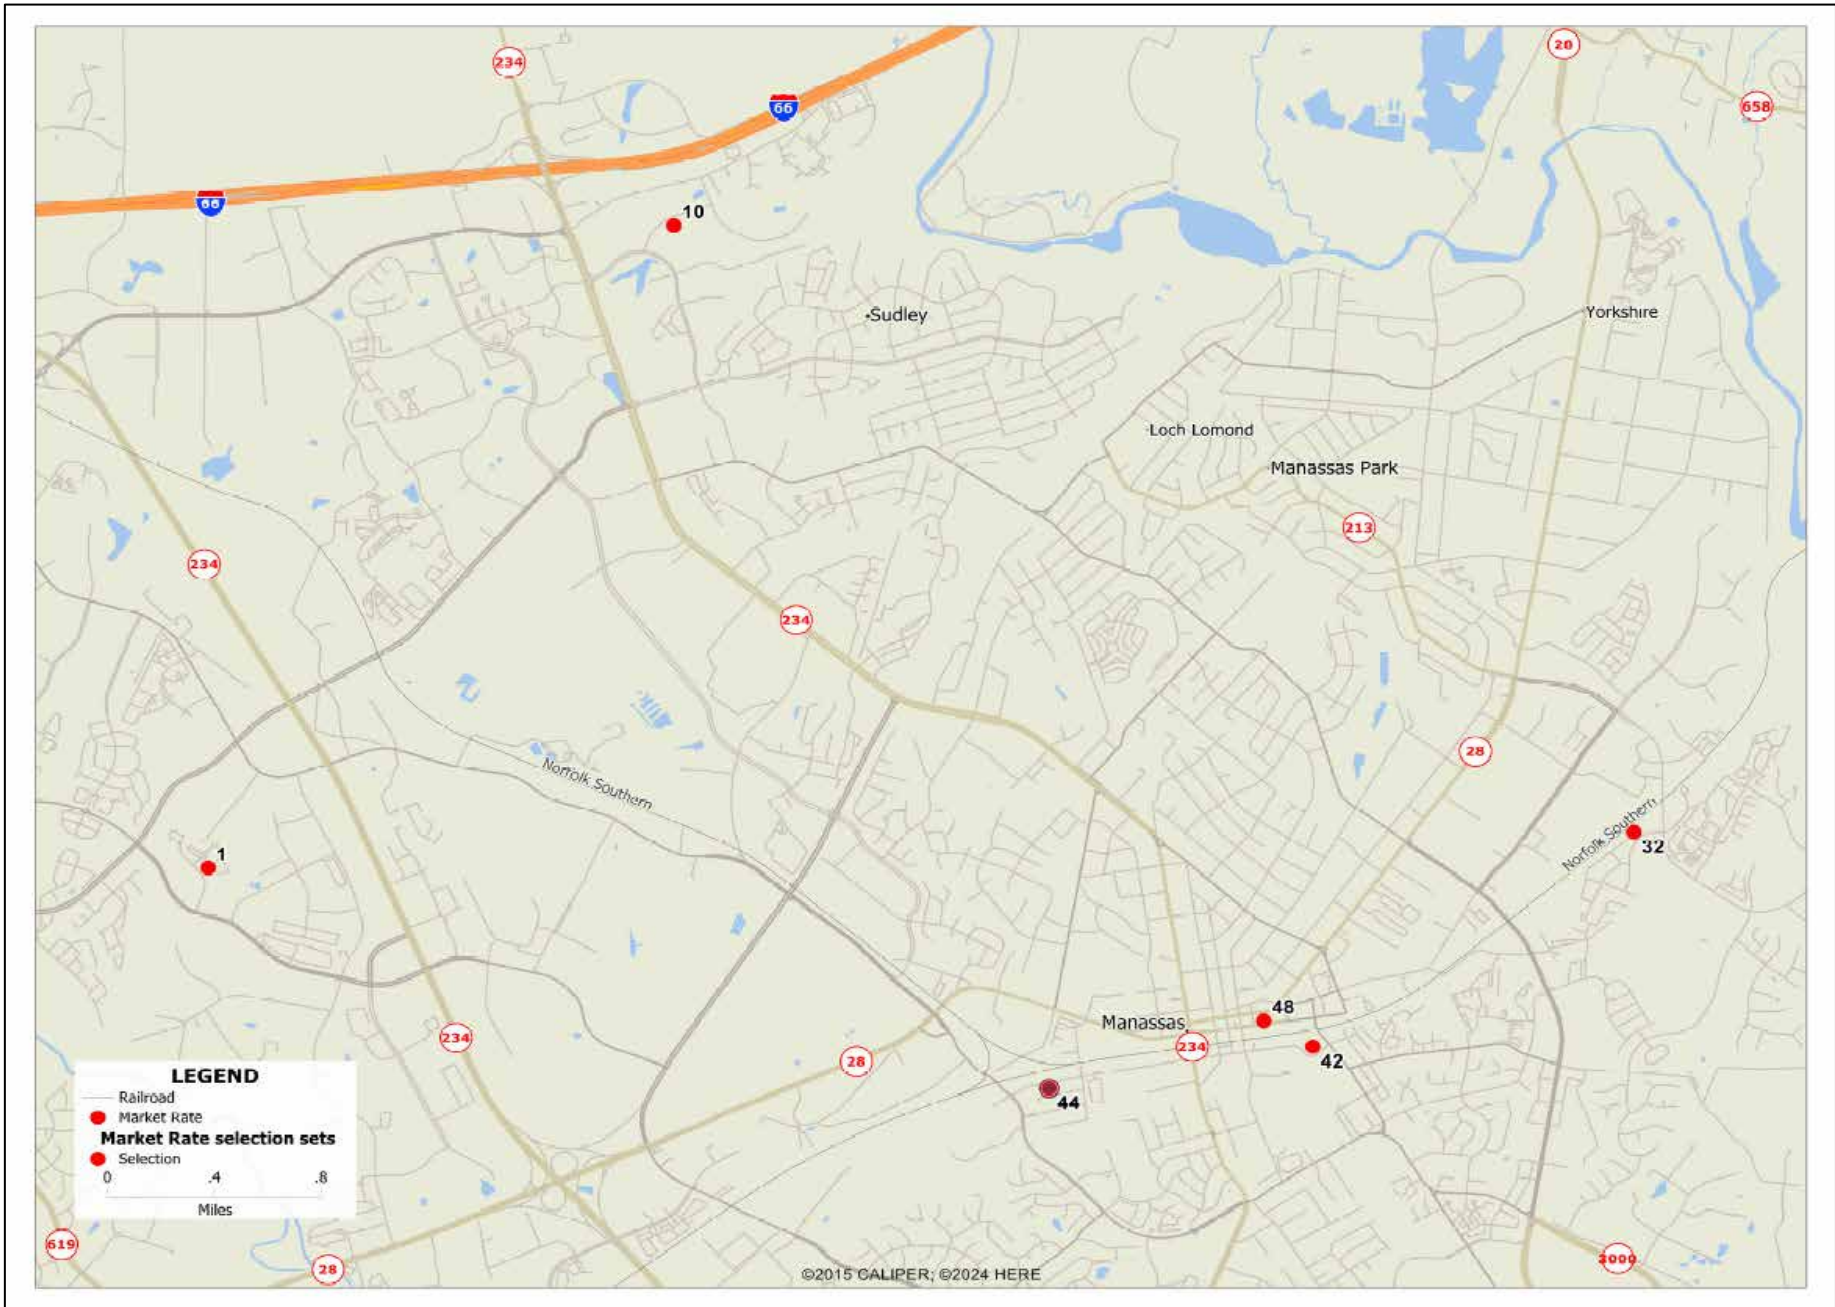 28
234
658
66
66
10
Sudley
Yorkshire
Loch Lomond
Manassas Park
213
234
234
28
Norfolk Southern
Norfolk Southern
32
1
48
Manassas
234
42
234
28
44
LEGEND
Railroad
Market Rate
Market Rate selection sets
Selection
0 .4 .8
Miles
619
28
3000
©2015 CALIPER; ©2024 HERE